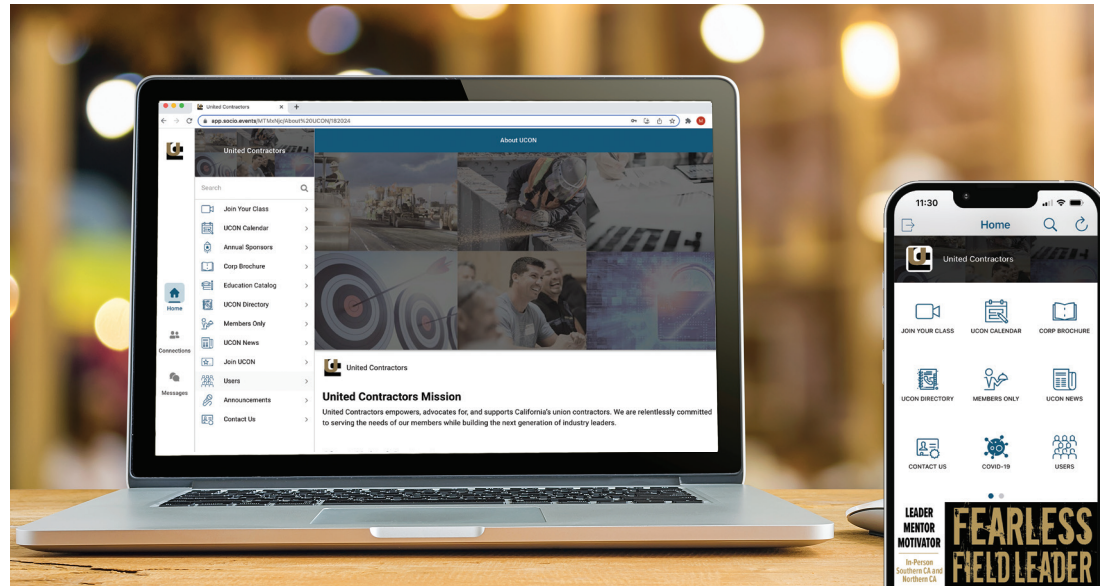 United Contractors
app.socio.events/MTMxNjc/About%20UCON/182024
United Contractors
About UCON
Search
Join Your Class
UCON Calendar
Annual Sponsors
Corp Brochure
Education Catalog
UCON Directory
Members Only
UCON News
Join UCON
Users
Announcements
Contact Us
Home
Connections
Messages
United Contractors
United Contractors Mission
United Contractors empowers, advocates for, and supports California's union contractors. We are relentlessly committed
to serving the needs of our members while building the next generation of industry leaders.
11:30
Home
United Contractors
JOIN YOUR CLASS
UCON CALENDAR
CORP BROCHURE
UCON DIRECTORY
MEMBERS ONLY
UCON NEWS
CONTACT US
COVID-19
USERS
LEADER
MENTOR
MOTIVATOR
In-Person
Southern CA and
Northern CA
FEARLESS
FIELD LEADER